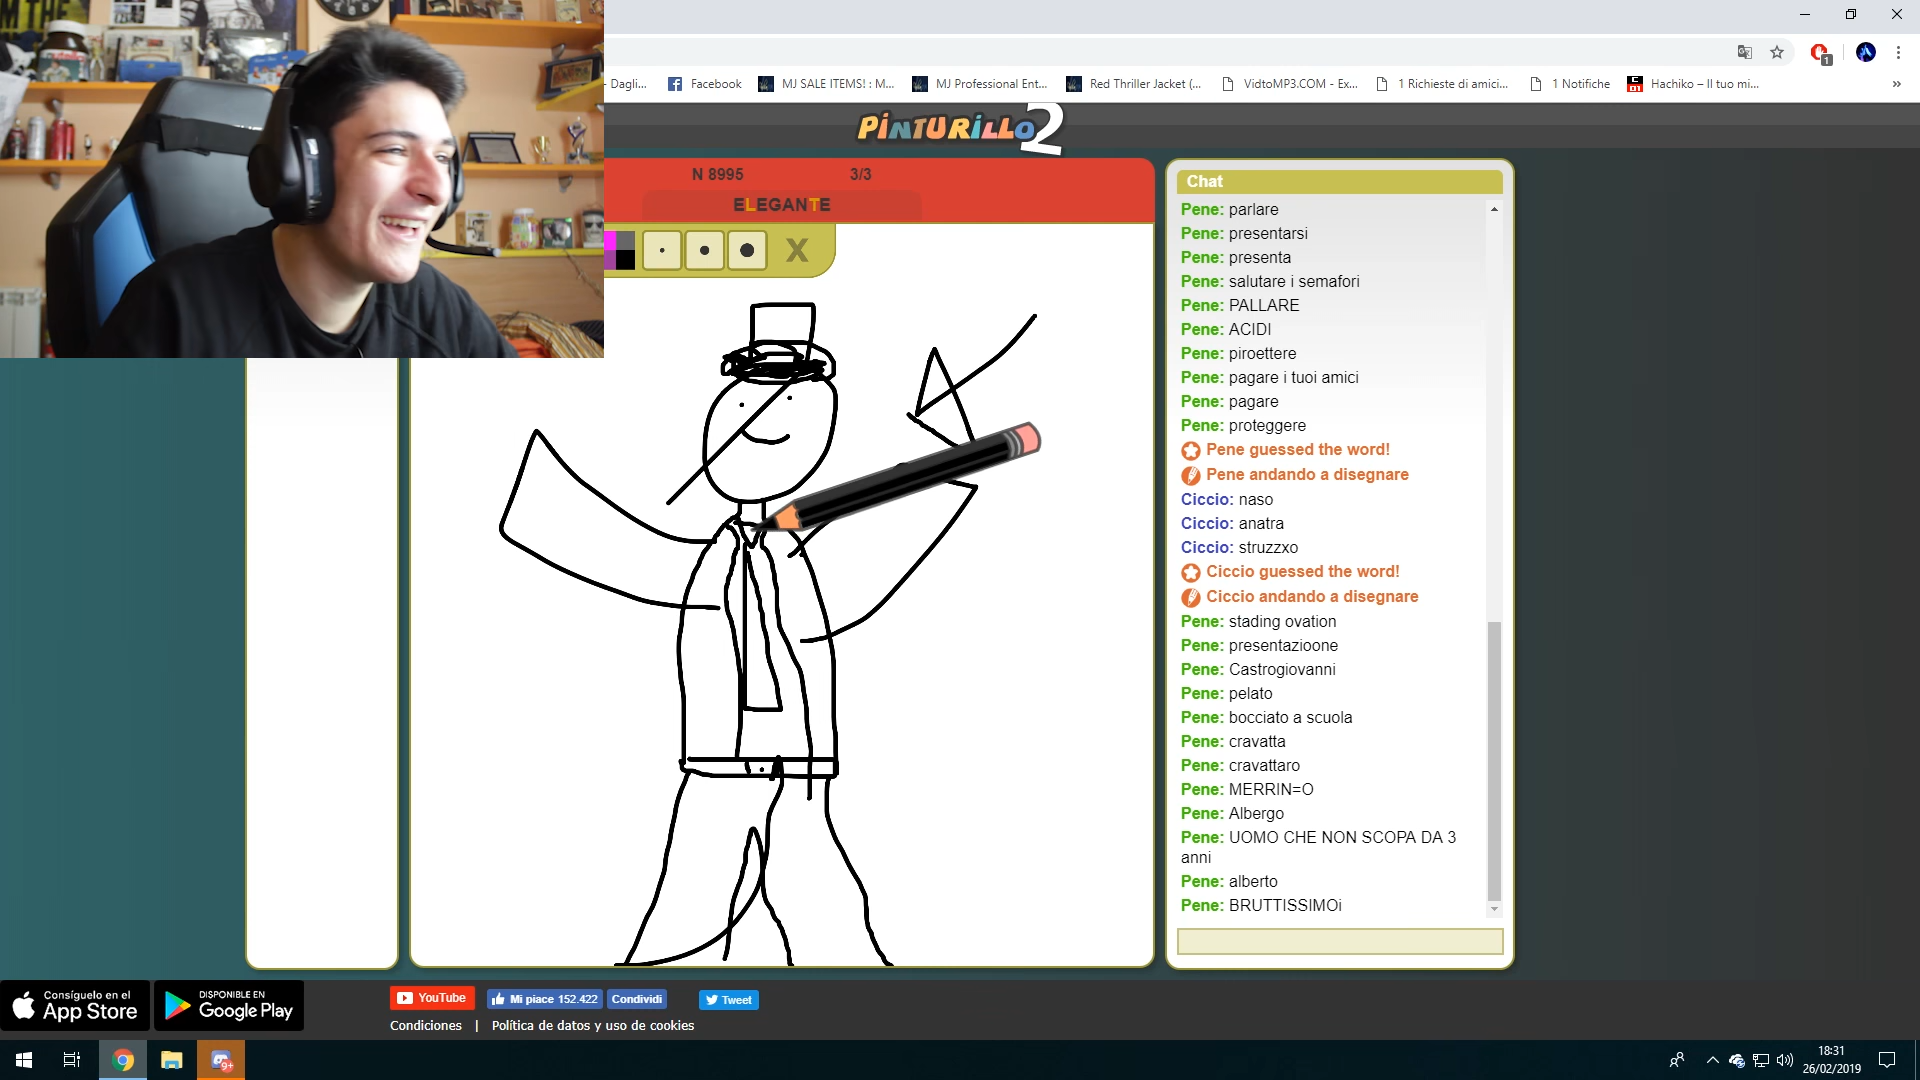 - Dagli...
Facebook
MJ SALE ITEMS! : M...
MJ Professional Ent...
Red Thriller Jacket (...
VidtoMP3.COM - Ex...
1 Richieste di amici...
1 Notifiche
Hachiko – Il tuo mi...
»
1
PINTURILLO 2
N 8995
3/3
ELEGANTE
X
Chat
Pene: parlare
Pene: presentarsi
Pene: presenta
Pene: salutare i semafori
Pene: PALLARE
Pene: ACIDI
Pene: piroettere
Pene: pagare i tuoi amici
Pene: pagare
Pene: proteggere
Pene guessed the word!
Pene andando a disegnare
Ciccio: naso
Ciccio: anatra
Ciccio: struzzxo
Ciccio guessed the word!
Ciccio andando a disegnare
Pene: stading ovation
Pene: presentazioone
Pene: Castrogiovanni
Pene: pelato
Pene: bocciato a scuola
Pene: cravatta
Pene: cravattaro
Pene: MERRIN=O
Pene: Albergo
Pene: UOMO CHE NON SCOPA DA 3
anni
Pene: alberto
Pene: BRUTTISSIMOi
Consíguelo en el
App Store
DISPONIBLE EN
Google Play
YouTube
Mi piace 152.422
Condividi
Tweet
Condiciones | Política de datos y uso de cookies
9+
18:31
26/02/2019